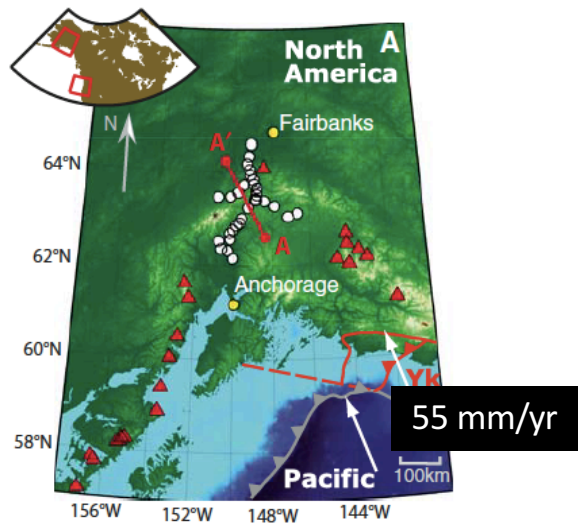 North A
America
N
Fairbanks
A'
64°N
A
62°N
Anchorage
60°N
Yk
55 mm/yr
58°N
Pacific
100km
156°W
152°W
148°W
144°W